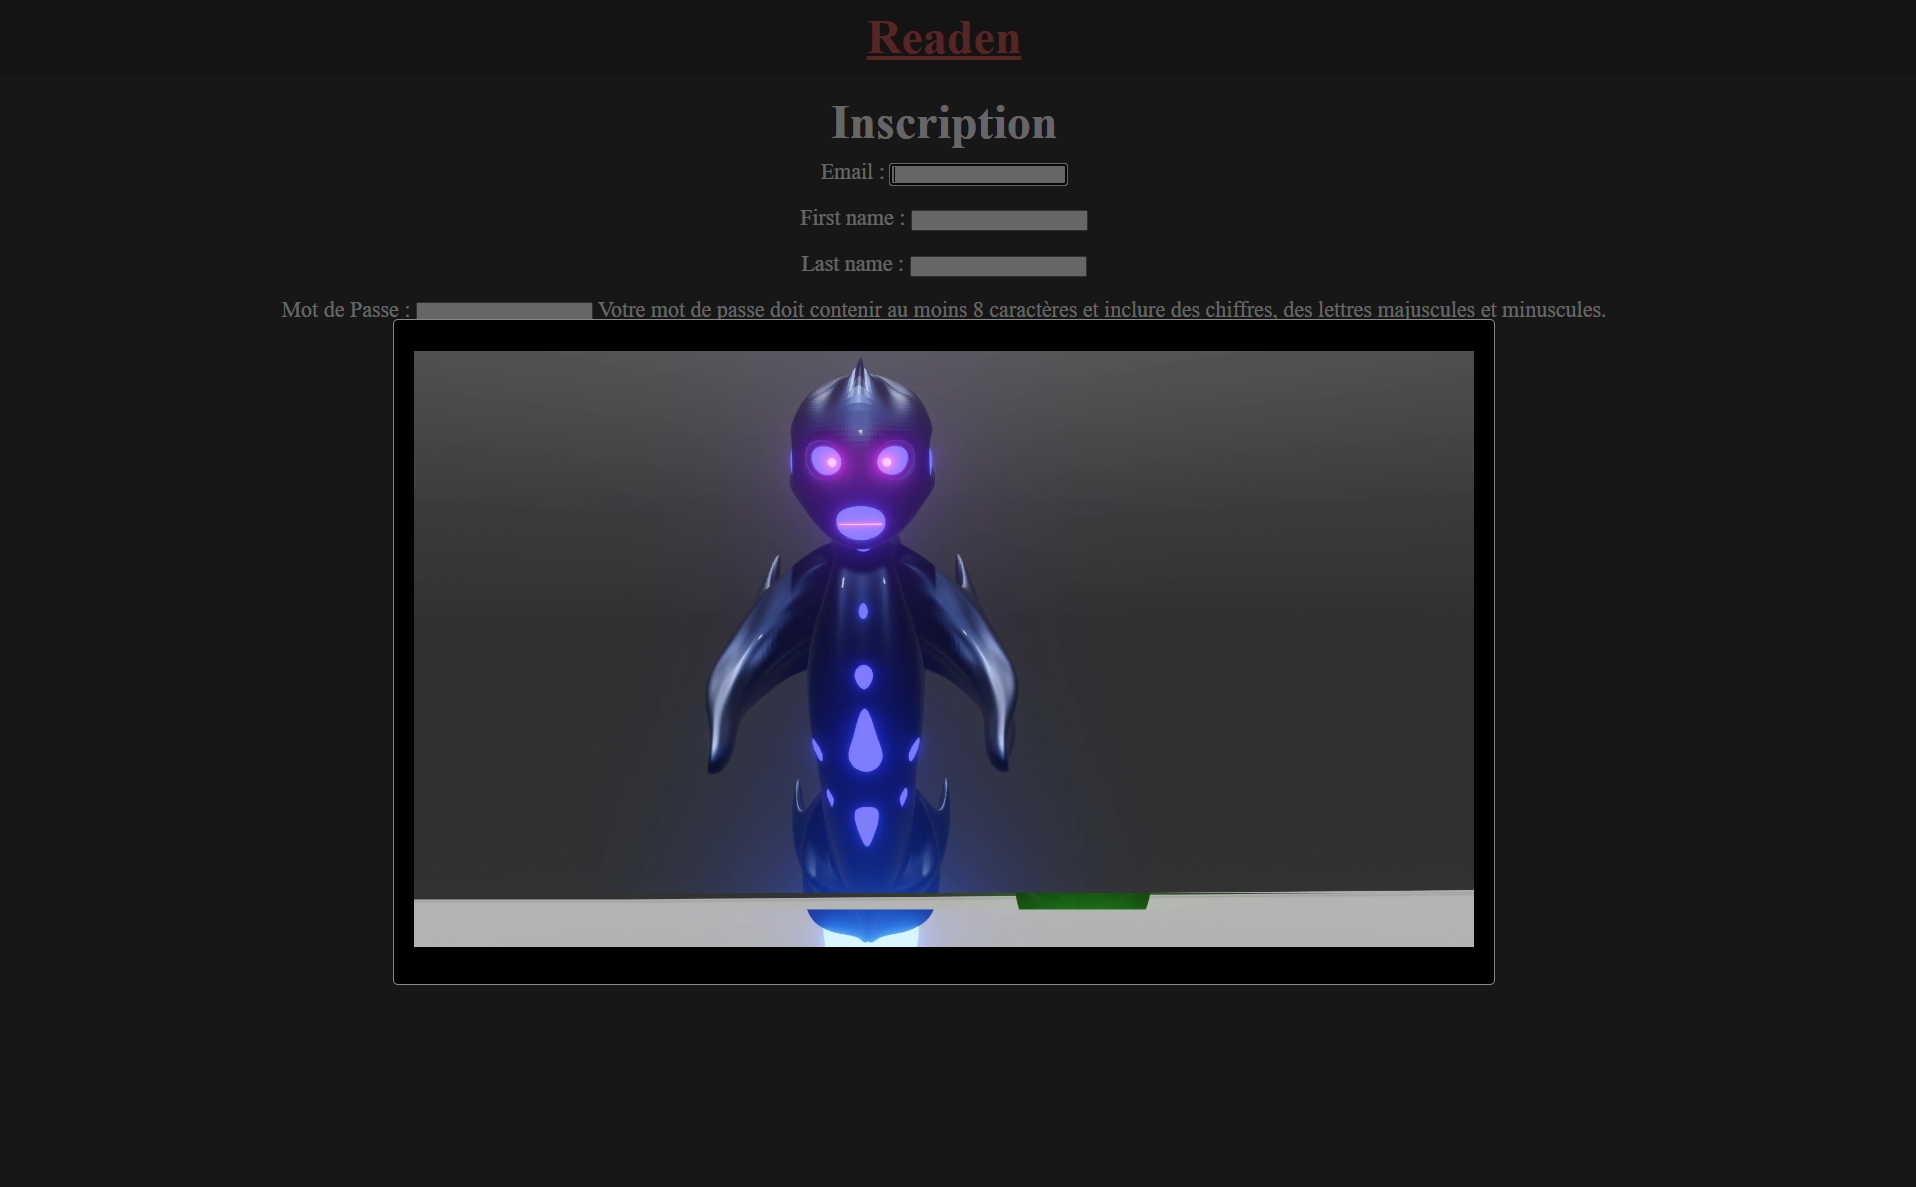 Readen
Inscription
Email :
First name :
Last name :
Mot de Passe : Votre mot de passe doit contenir au moins 8 caractères et inclure des chiffres, des lettres majuscules et minuscules.